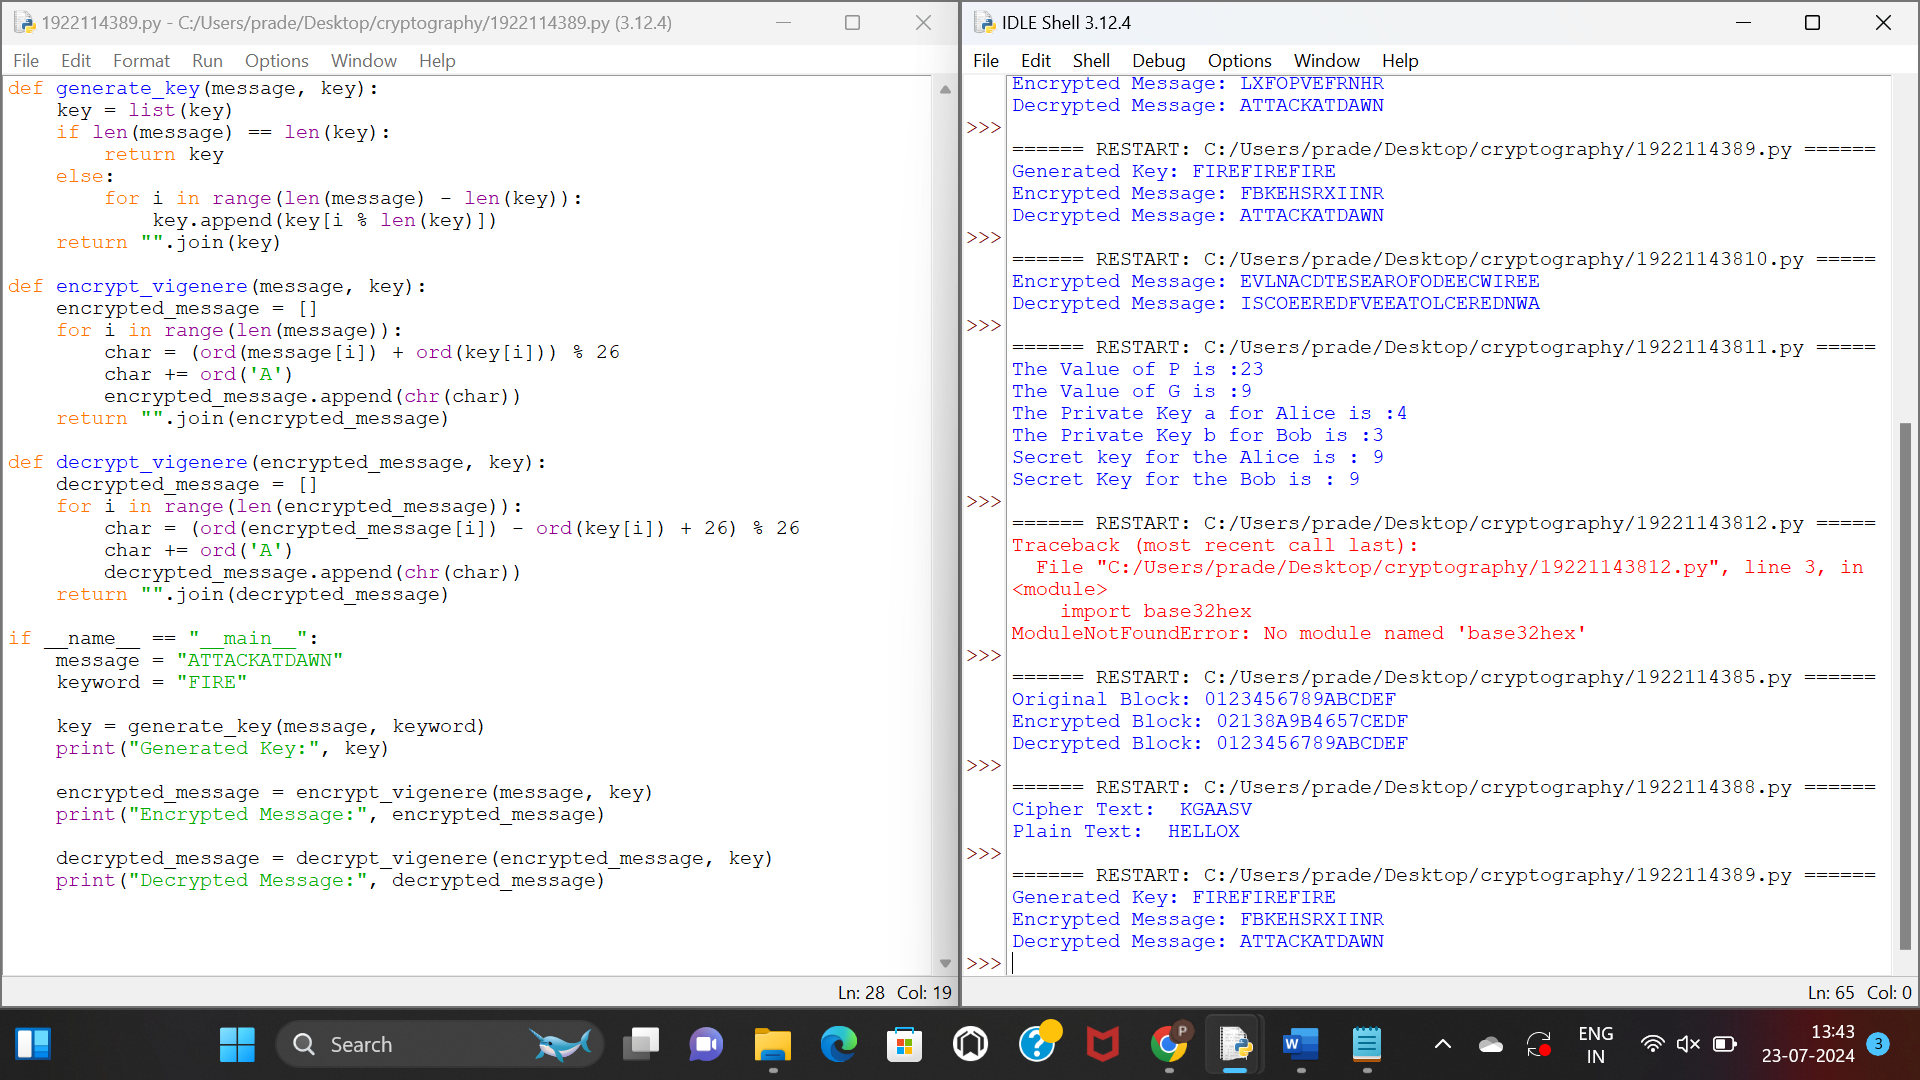 1922114389.py - C:/Users/prade/Desktop/cryptography/1922114389.py (3.12.4)
File Edit Format Run Options Window Help
def generate_key(message, key):
    key = list(key)
    if len(message) == len(key):
        return key
    else:
        for i in range(len(message) - len(key)):
            key.append(key[i % len(key)])
    return "".join(key)

def encrypt_vigenere(message, key):
    encrypted_message = []
    for i in range(len(message)):
        char = (ord(message[i]) + ord(key[i])) % 26
        char += ord('A')
        encrypted_message.append(chr(char))
    return "".join(encrypted_message)

def decrypt_vigenere(encrypted_message, key):
    decrypted_message = []
    for i in range(len(encrypted_message)):
        char = (ord(encrypted_message[i]) - ord(key[i]) + 26) % 26
        char += ord('A')
        decrypted_message.append(chr(char))
    return "".join(decrypted_message)

if __name__ == "__main__":
    message = "ATTACKATDAWN"
    keyword = "FIRE"

    key = generate_key(message, keyword)
    print("Generated Key:", key)

    encrypted_message = encrypt_vigenere(message, key)
    print("Encrypted Message:", encrypted_message)

    decrypted_message = decrypt_vigenere(encrypted_message, key)
    print("Decrypted Message:", decrypted_message)
Ln: 28 Col: 19
IDLE Shell 3.12.4
File Edit Shell Debug Options Window Help
Encrypted Message: LXFOPVEFRNHR
Decrypted Message: ATTACKATDAWN
>>>
====== RESTART: C:/Users/prade/Desktop/cryptography/1922114389.py ======
Generated Key: FIREFIREFIRE
Encrypted Message: FBKEHSRXIINR
Decrypted Message: ATTACKATDAWN
>>>
====== RESTART: C:/Users/prade/Desktop/cryptography/19221143810.py =====
Encrypted Message: EVLNACDTESEAROFODEECWIREE
Decrypted Message: ISCOEEREDFVEEATOLCEREDNWA
>>>
====== RESTART: C:/Users/prade/Desktop/cryptography/19221143811.py =====
The Value of P is :23
The Value of G is :9
The Private Key a for Alice is :4
The Private Key b for Bob is :3
Secret key for the Alice is : 9
Secret Key for the Bob is : 9
>>>
====== RESTART: C:/Users/prade/Desktop/cryptography/19221143812.py =====
Traceback (most recent call last):
  File "C:/Users/prade/Desktop/cryptography/19221143812.py", line 3, in
<module>
    import base32hex
ModuleNotFoundError: No module named 'base32hex'
>>>
====== RESTART: C:/Users/prade/Desktop/cryptography/1922114385.py ======
Original Block: 0123456789ABCDEF
Encrypted Block: 02138A9B4657CEDF
Decrypted Block: 0123456789ABCDEF
>>>
====== RESTART: C:/Users/prade/Desktop/cryptography/1922114388.py ======
Cipher Text:  KGAASV
Plain Text:  HELLOX
>>>
====== RESTART: C:/Users/prade/Desktop/cryptography/1922114389.py ======
Generated Key: FIREFIREFIRE
Encrypted Message: FBKEHSRXIINR
Decrypted Message: ATTACKATDAWN
>>>
Ln: 65 Col: 0
Search
P
W
ENG
IN
13:43
23-07-2024
3